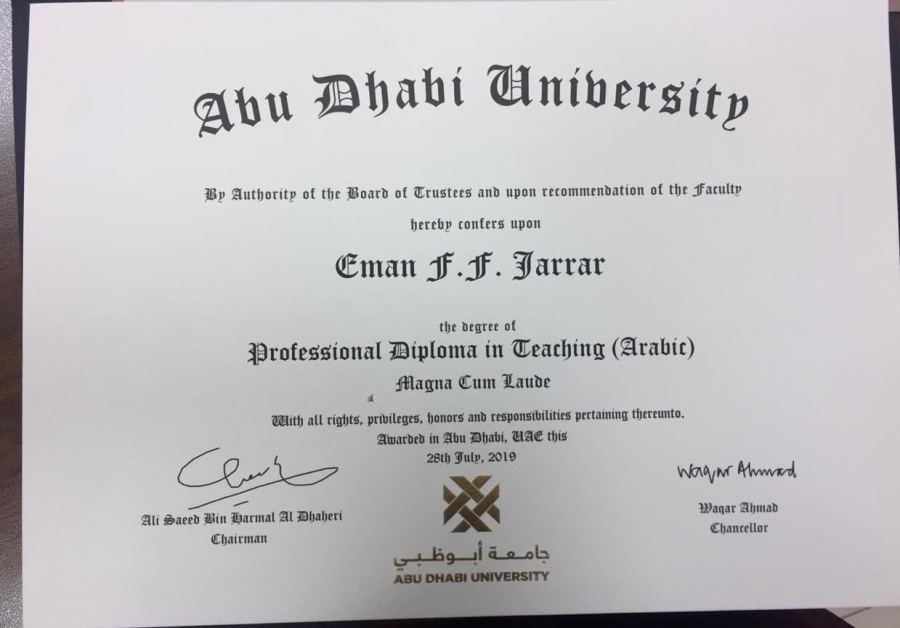 Abu Dhabi University
By Authority of the Board of Trustees and upon recommendation of the Faculty
hereby confers upon
Eman F.F. Jarrar
the degree of
Professional Diploma in Teaching (Arabic)
Magna Cum Laude
With all rights, privileges, honors and responsibilities pertaining thereunto.
Awarded in Abu Dhabi, UAE this
28th July, 2019
Waqar Ahmad
Ali Saeed Bin Harmal Al Dhaheri
Chairman
Waqar Ahmad
Chancellor
جامعة أبوظبي
ABU DHABI UNIVERSITY